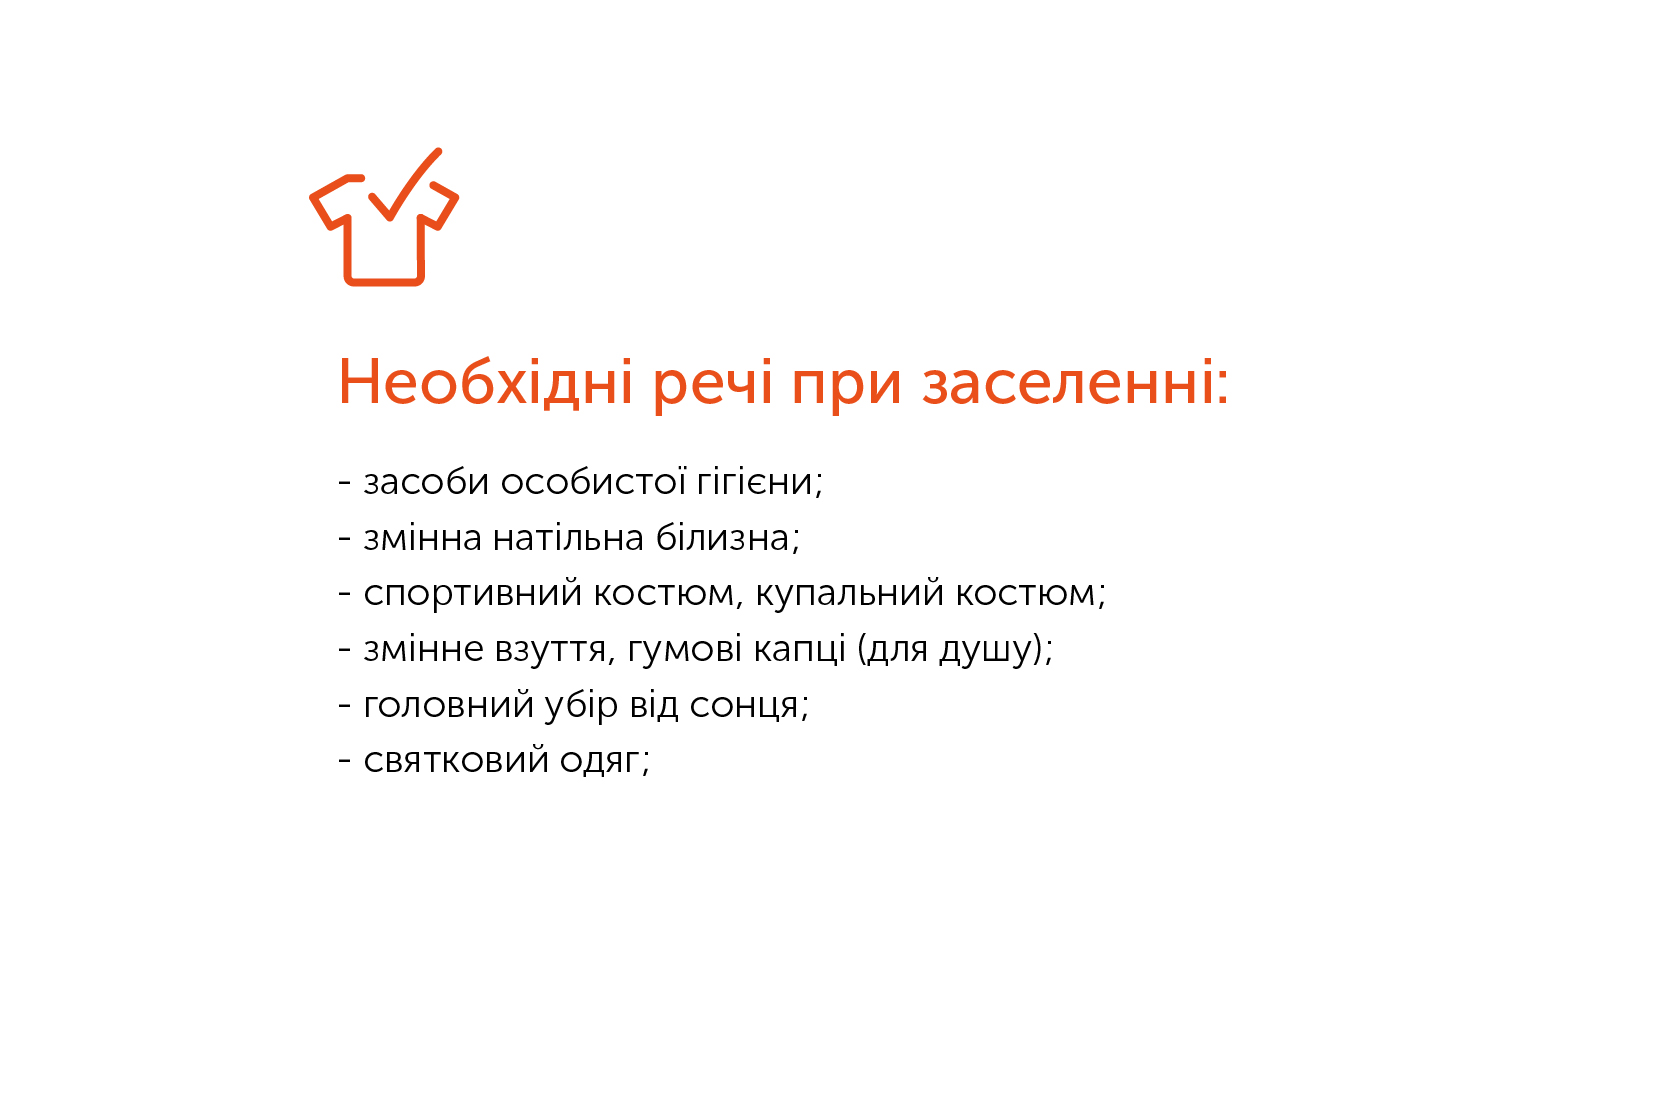 Необхідні речі при заселенні:
- засоби особистої гігієни;
- змінна натільна білизна;
- спортивний костюм, купальний костюм;
- змінне взуття, гумові капці (для душу);
- головний убір від сонця;
- святковий одяг;